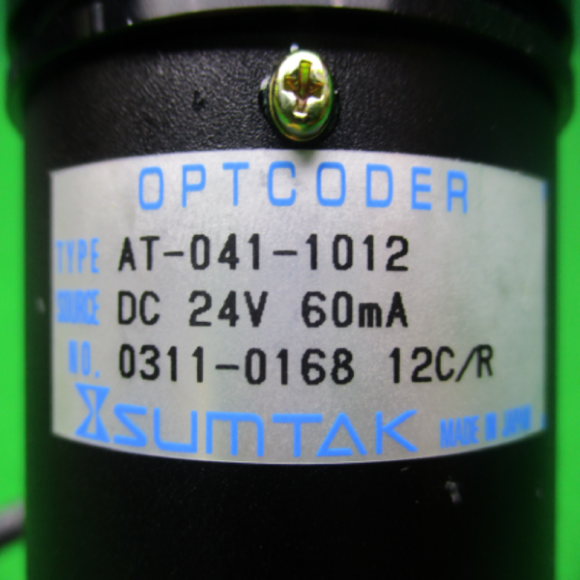 OPTCODER
TYPE AT-041-1012
SOURCE DC 24V 60mA
NO. 0311-0168 12C/R
SUMTAK MADE IN JAPAN